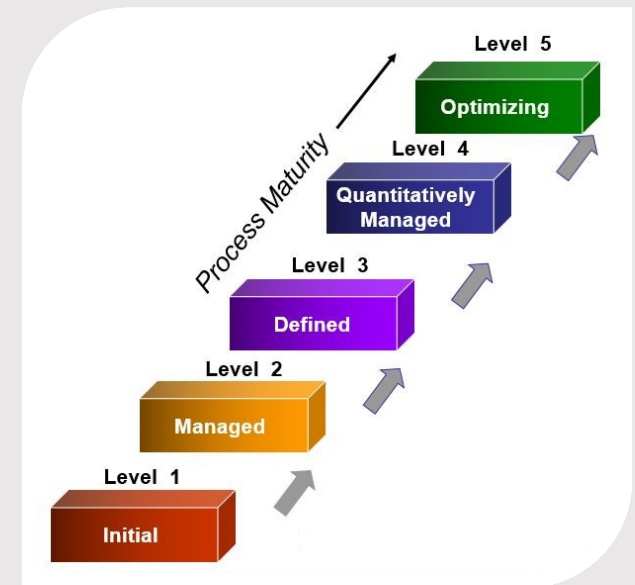 Level 5
Optimizing
Process Maturity
Level 4
Quantitatively
Managed
Level 3
Defined
Level 2
Managed
Level 1
Initial